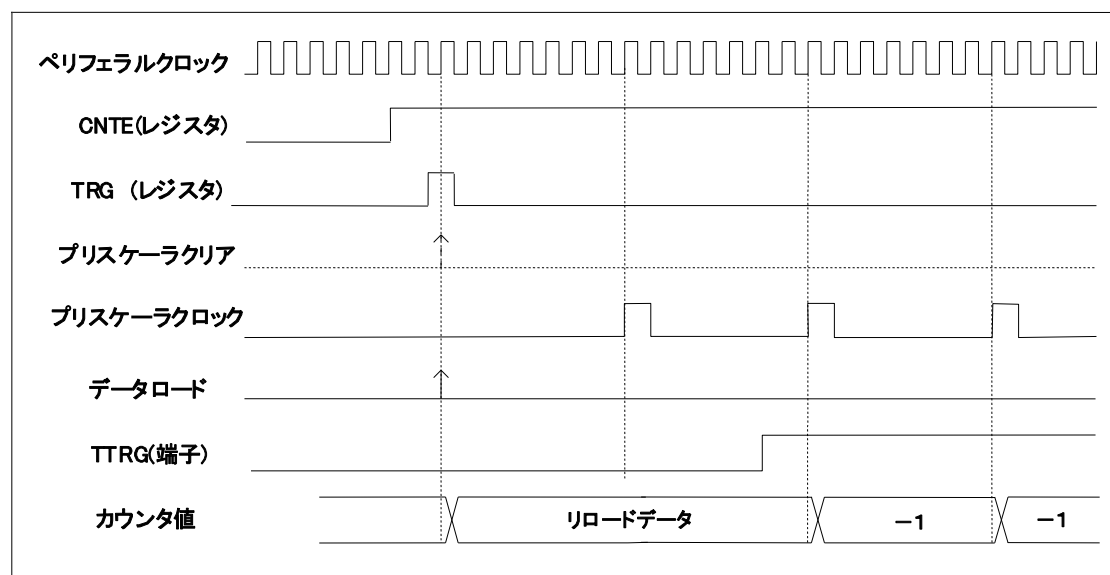 ペリフェラルクロック
CNTE(レジスタ)
TRG (レジスタ)
プリスケーラクリア
プリスケーラクロック
データロード
TTRG(端子)
カウンタ値
リロードデータ
-1
-1